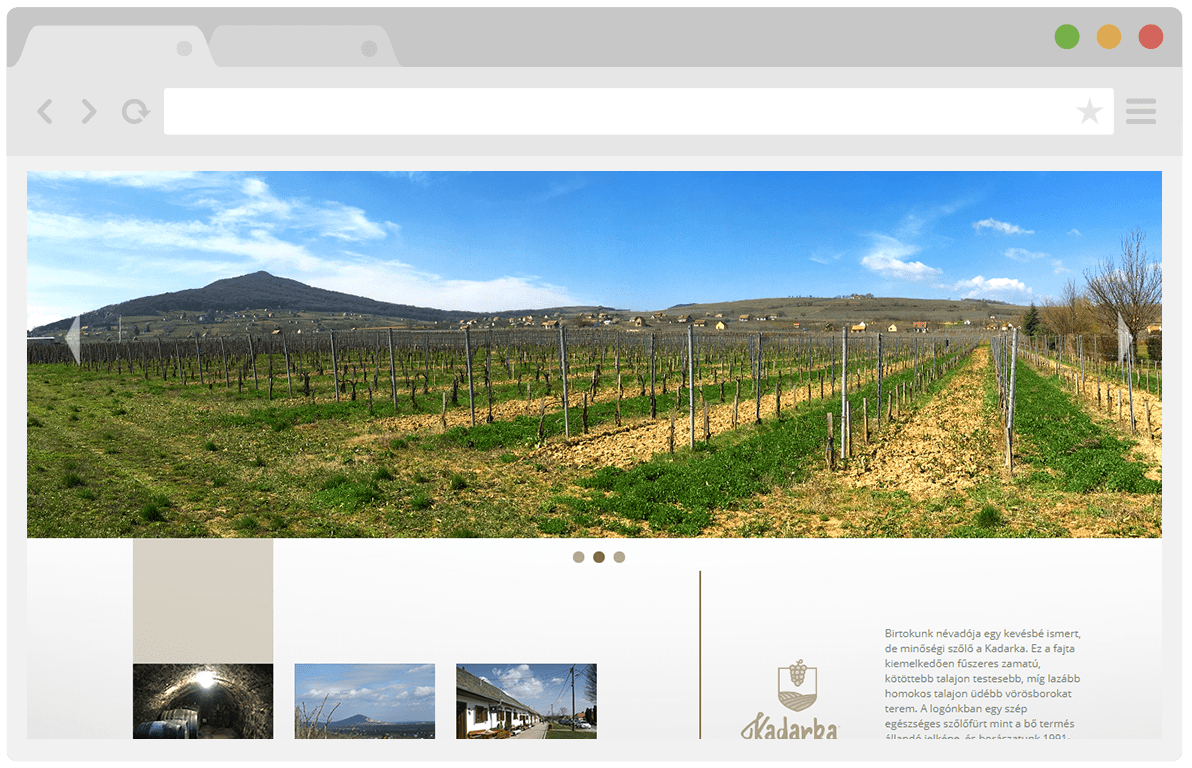 Kadarba
Birtokunk névadója egy kevésbé ismert,
de minőségi szőlő a Kadarka. Ez a fajta
kiemelkedően fűszeres zamatú,
kötöttebb talajon testesebb, míg lazább
homokos talajon üdébb vörösborokat
terem. A logónkban egy szép
egészséges szőlőfürt mint a bő termés
állandó jelképe, és borászatunk 1991-